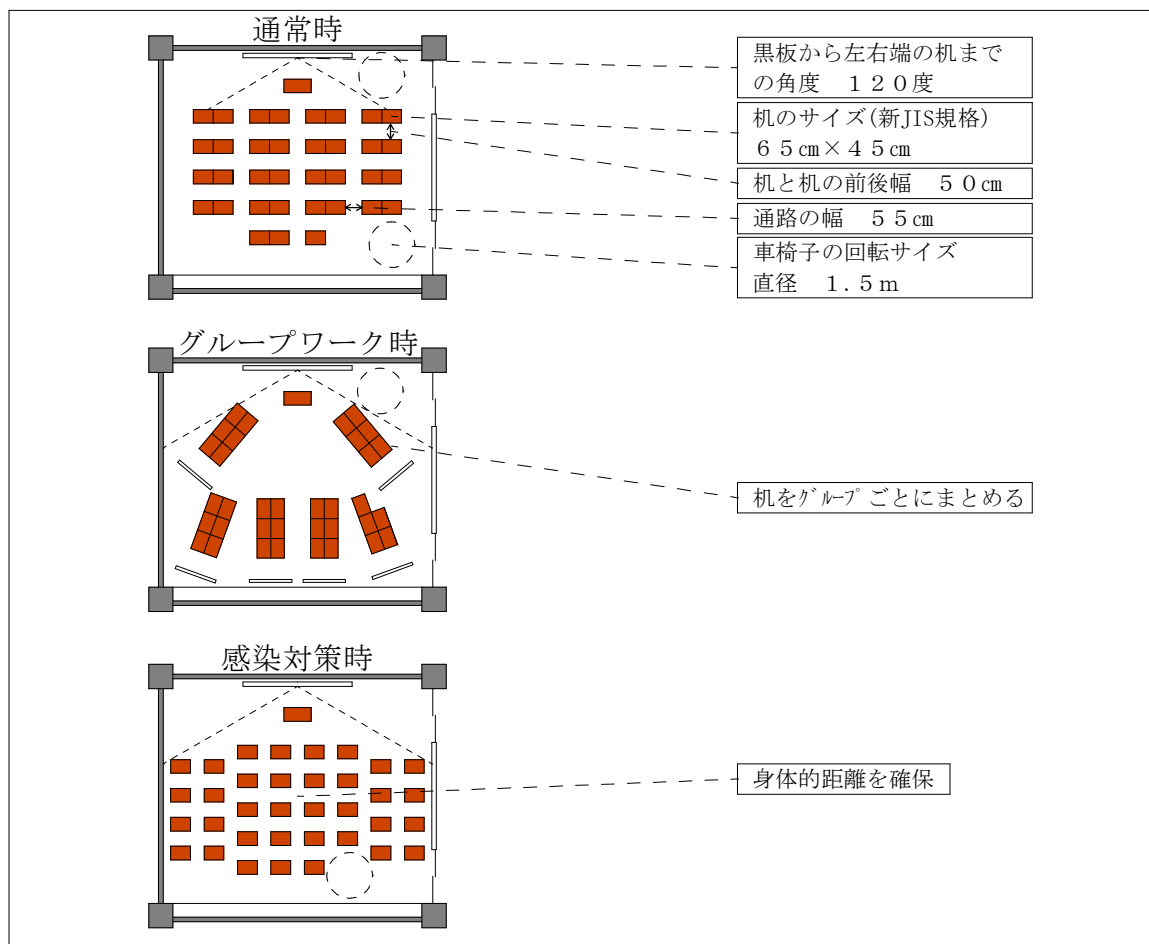 通常時
黒板から左右端の机まで
の角度　１２０度
机のサイズ(新JIS規格)
６５㎝×４５㎝
机と机の前後幅　５０㎝
通路の幅　５５㎝
車椅子の回転サイズ
直径　１.５ｍ
グループワーク時
机をｸﾞﾙｰﾌﾟごとにまとめる
感染対策時
身体的距離を確保